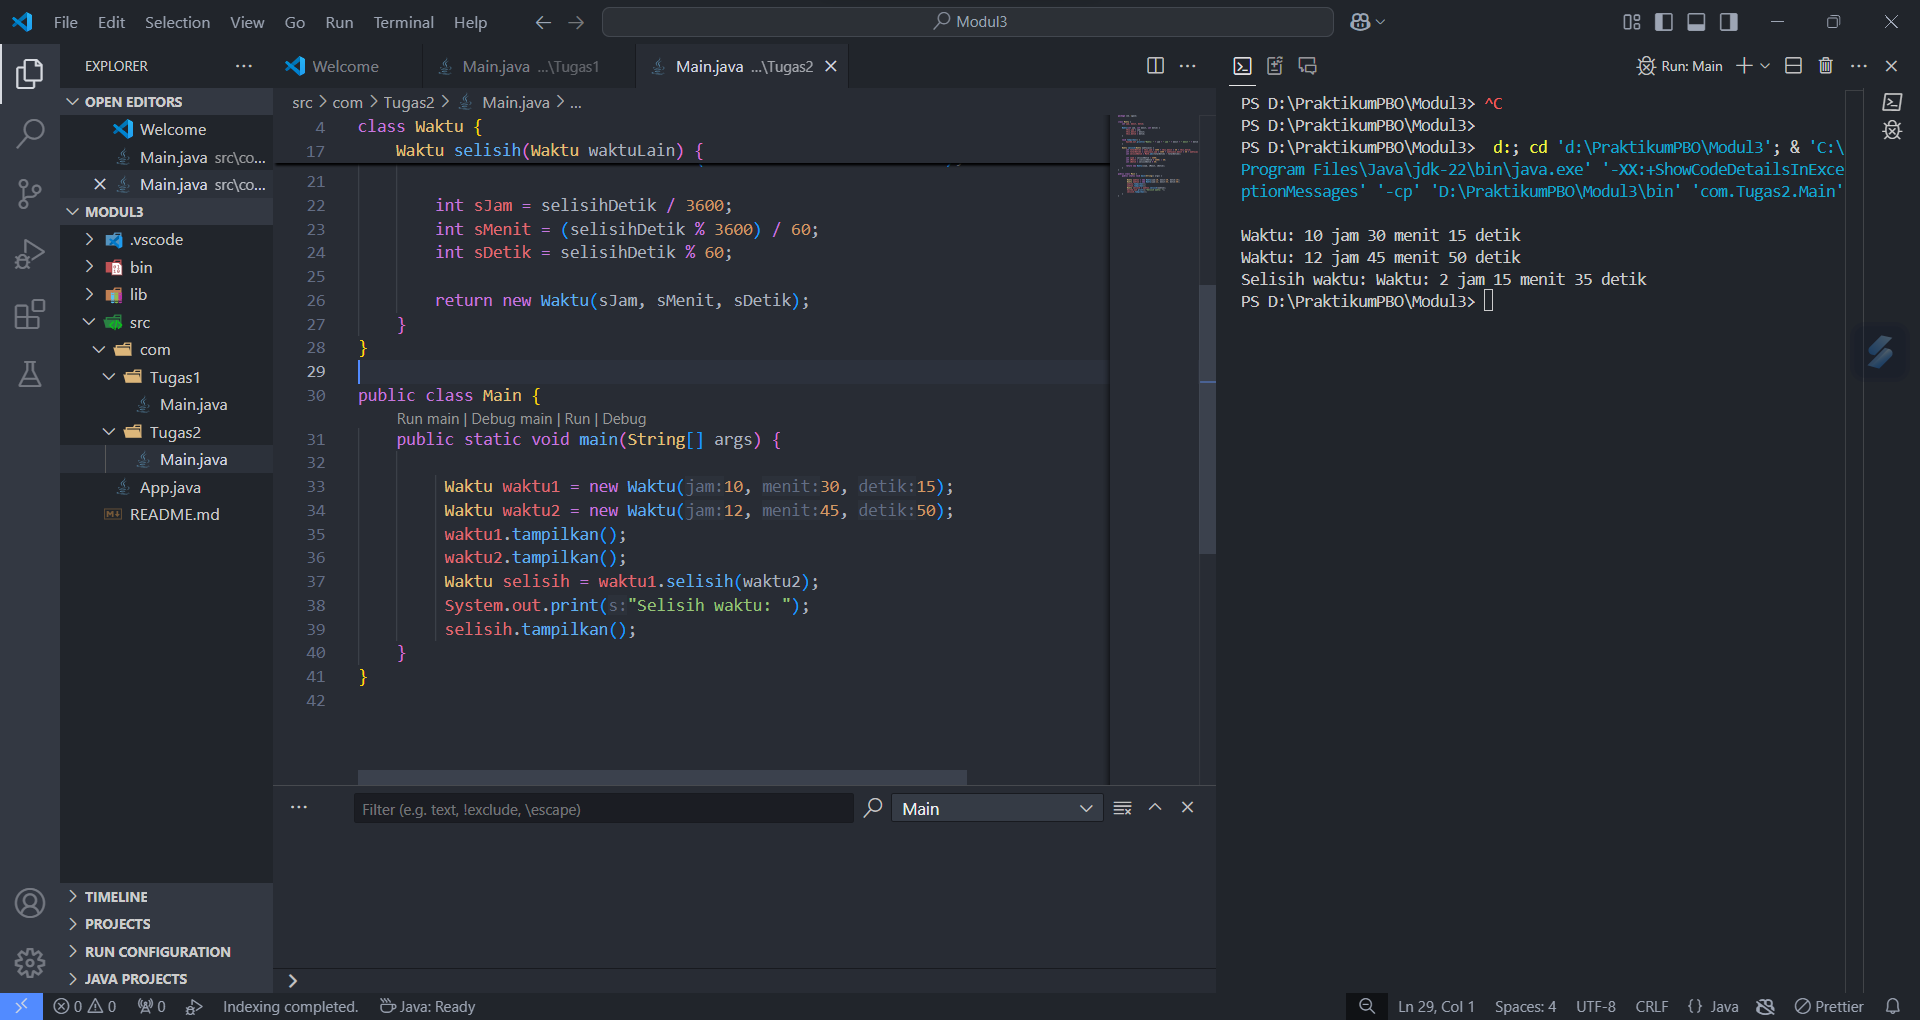 File Edit Selection View Go Run Terminal Help
Modul3
EXPLORER
OPEN EDITORS
Welcome
Main.java src\co...
Main.java src\co...
MODUL3
.vscode
bin
lib
src
com
Tugas1
Main.java
Tugas2
Main.java
App.java
README.md
TIMELINE
PROJECTS
RUN CONFIGURATION
JAVA PROJECTS
Welcome Main.java ...\Tugas1 Main.java ...\Tugas2
src > com > Tugas2 > Main.java > ...
4 class Waktu {
17 Waktu selisih(Waktu waktuLain) {
21
22 int sJam = selisihDetik / 3600;
23 int sMenit = (selisihDetik % 3600) / 60;
24 int sDetik = selisihDetik % 60;
25
26 return new Waktu(sJam, sMenit, sDetik);
27 }
28 }
29
30 public class Main {
Run main | Debug main | Run | Debug
31 public static void main(String[] args) {
32
33 Waktu waktu1 = new Waktu(jam:10, menit:30, detik:15);
34 Waktu waktu2 = new Waktu(jam:12, menit:45, detik:50);
35 waktu1.tampilkan();
36 waktu2.tampilkan();
37 Waktu selisih = waktu1.selisih(waktu2);
38 System.out.print(s:"Selisih waktu: ");
39 selisih.tampilkan();
40 }
41 }
42
Filter (e.g. text, !exclude, \escape) Main
Run: Main
PS D:\PraktikumPBO\Modul3> ^C
PS D:\PraktikumPBO\Modul3>
PS D:\PraktikumPBO\Modul3> d:; cd 'd:\PraktikumPBO\Modul3'; & 'C:\
Program Files\Java\jdk-22\bin\java.exe' '-XX:+ShowCodeDetailsInExce
ptionMessages' '-cp' 'D:\PraktikumPBO\Modul3\bin' 'com.Tugas2.Main'
Waktu: 10 jam 30 menit 15 detik
Waktu: 12 jam 45 menit 50 detik
Selisih waktu: Waktu: 2 jam 15 menit 35 detik
PS D:\PraktikumPBO\Modul3>
0 0 0 Indexing completed. Java: Ready Ln 29, Col 1 Spaces: 4 UTF-8 CRLF {} Java Prettier